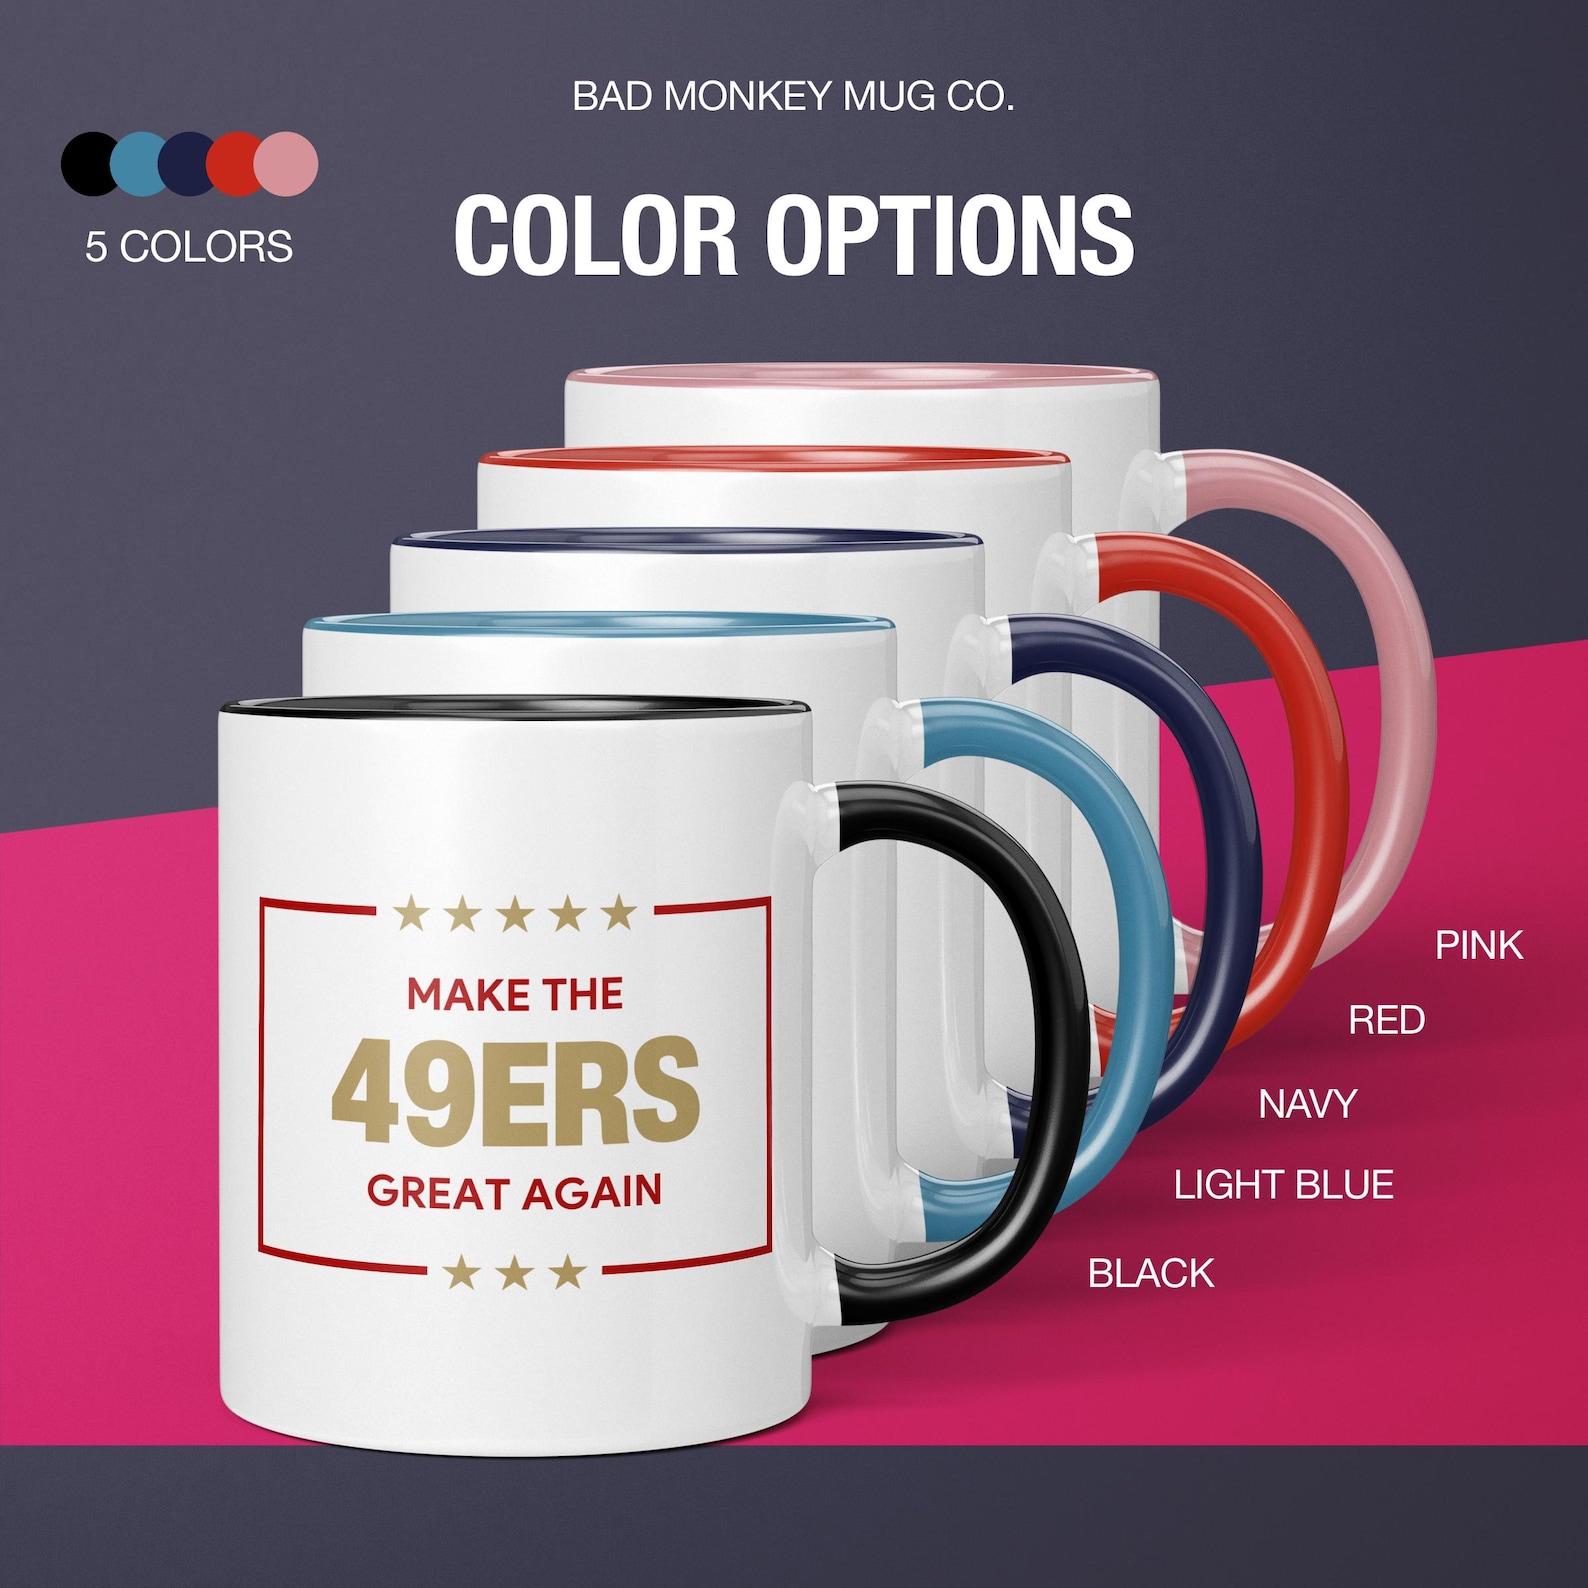 BAD MONKEY MUG CO.
5 COLORS
COLOR OPTIONS
MAKE THE
49ERS
GREAT AGAIN
PINK
RED
NAVY
LIGHT BLUE
BLACK